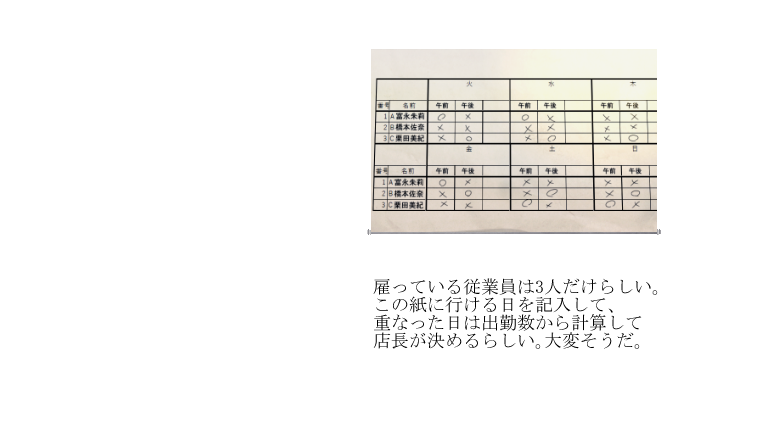 火 水 木
番号 名前 午前 午後 午前 午後 午前 午後
1 A 富永朱莉 ○ × ○ × × ×
2 B 橋本佐奈 × × × × × ×
3 C 栗田美紀 × ○ × ○ × ○
金 土 日
番号 名前 午前 午後 午前 午後 午前 午後
1 A 富永朱莉 ○ × × × × ×
2 B 橋本佐奈 × ○ × ○ × ○
3 C 栗田美紀 × × ○ × ○ ×
雇っている従業員は3人だけらしい。
この紙に行ける日を記入して、
重なった日は出勤数から計算して
店長が決めるらしい。大変そうだ。